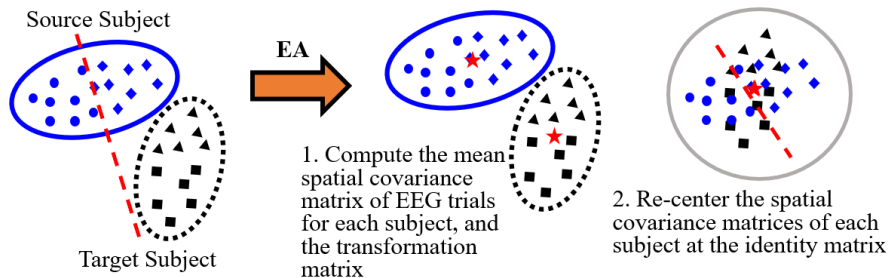 Source Subject
Target Subject
EA
1. Compute the mean
spatial covariance
matrix of EEG trials
for each subject, and
the transformation
matrix
2. Re-center the spatial
covariance matrices of each
subject at the identity matrix